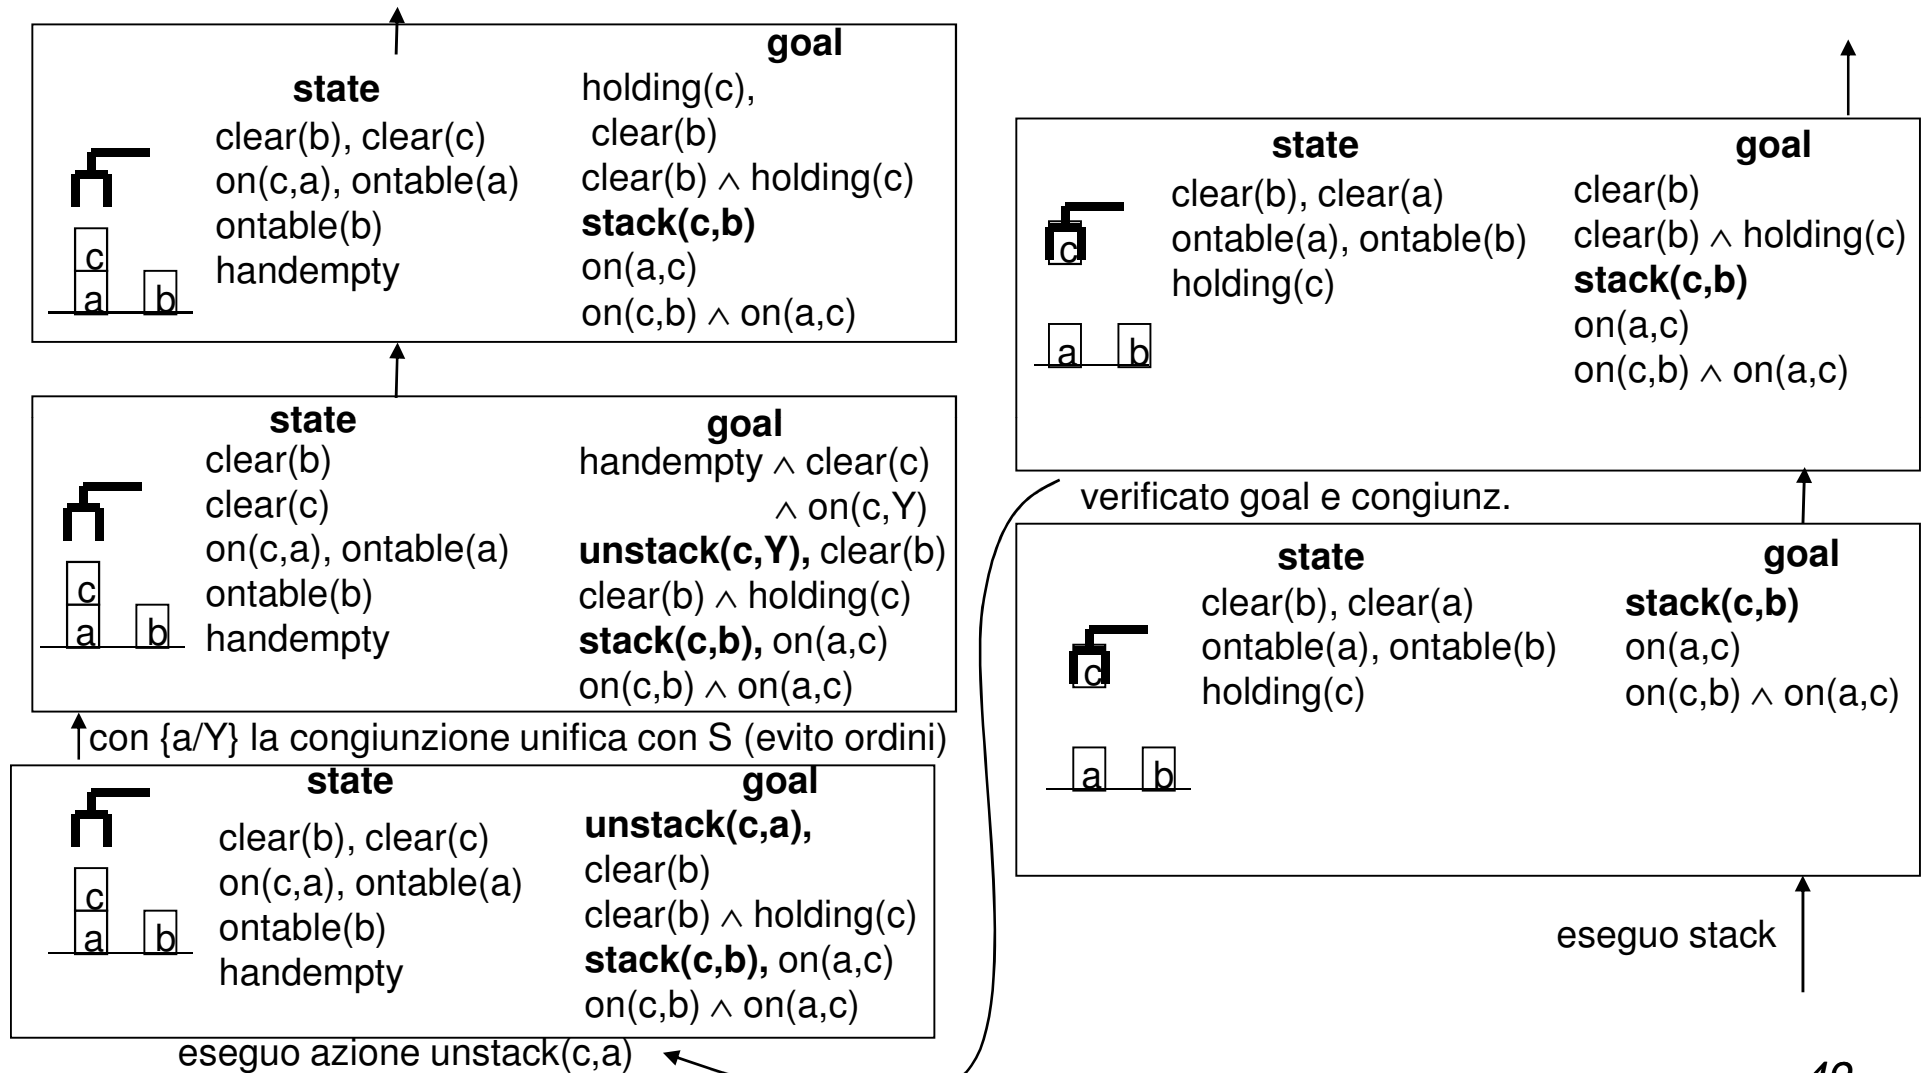 goal
state
holding(c),
clear(b)
clear(b), clear(c)
on(c,a), ontable(a)
ontable(b)
handempty
clear(b) ∧ holding(c)
stack(c,b)
on(a,c)
on(c,b) ∧ on(a,c)
c
a b
state
goal
clear(b)
clear(c)
on(c,a), ontable(a)
ontable(b)
handempty
handempty ∧ clear(c)
∧ on(c,Y)
unstack(c,Y), clear(b)
clear(b) ∧ holding(c)
stack(c,b), on(a,c)
on(c,b) ∧ on(a,c)
c
a b
con {a/Y} la congiunzione unifica con S (evito ordini)
state
goal
clear(b), clear(c)
on(c,a), ontable(a)
ontable(b)
handempty
unstack(c,a),
clear(b)
clear(b) ∧ holding(c)
stack(c,b), on(a,c)
on(c,b) ∧ on(a,c)
c
a b
eseguo azione unstack(c,a)
state
goal
clear(b), clear(a)
ontable(a), ontable(b)
holding(c)
clear(b)
clear(b) ∧ holding(c)
stack(c,b)
on(a,c)
on(c,b) ∧ on(a,c)
c
a b
verificato goal e congiunz.
state
goal
clear(b), clear(a)
ontable(a), ontable(b)
holding(c)
stack(c,b)
on(a,c)
on(c,b) ∧ on(a,c)
c
a b
eseguo stack